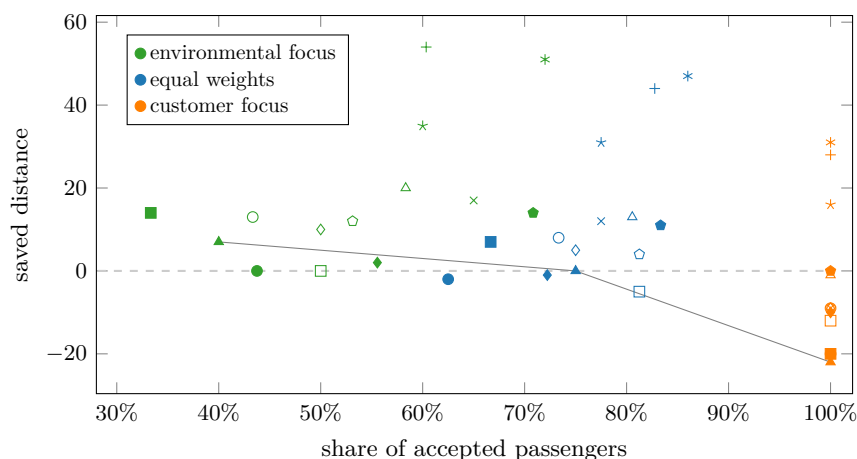 60
40
20
0
−20
saved distance
environmental focus
equal weights
customer focus
30%
40%
50%
60%
70%
80%
90%
100%
share of accepted passengers